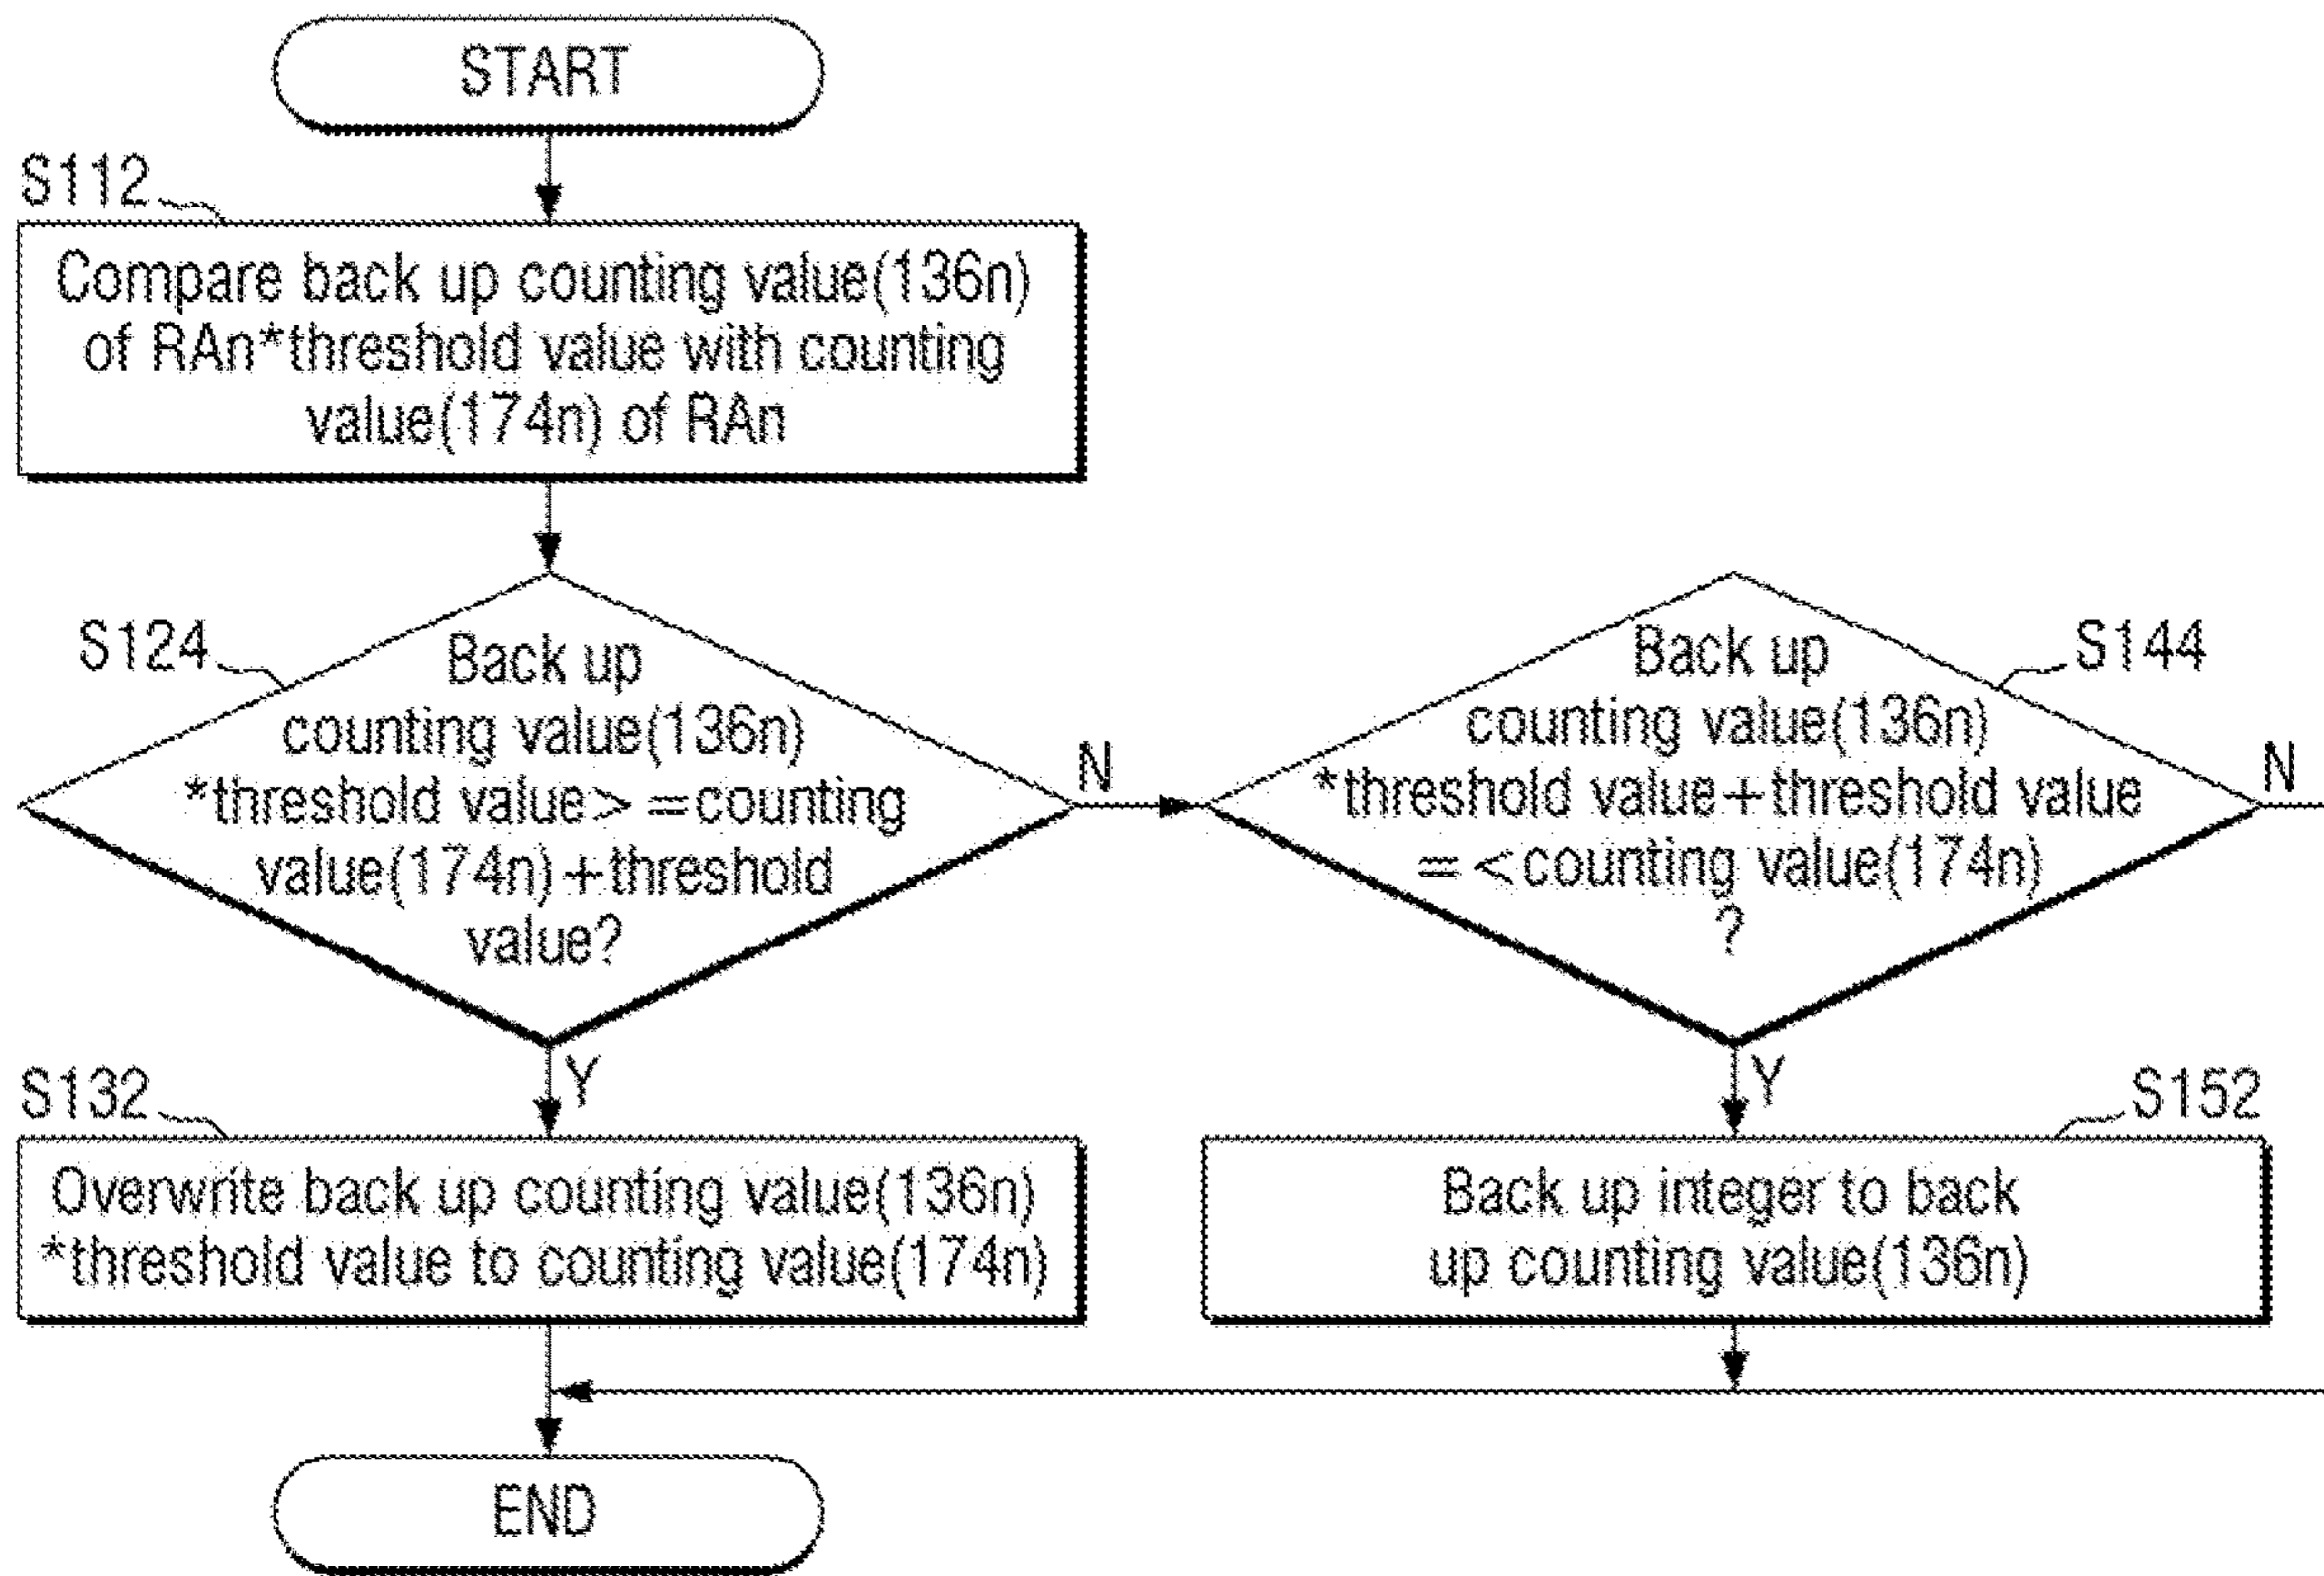 START
S112
Compare back up counting value(136n)
of RAn*threshold value with counting
value(174n) of RAn
S124
Back up
counting value(136n)
*threshold value> =counting
value(174n)+threshold
value?
N
Y
S144
Back up
counting value(136n)
*threshold value+threshold value
= <counting value(174n)
?
N
Y
S132
Overwrite back up counting value(136n)
*threshold value to counting value(174n)
S152
Back up integer to back
up counting value(136n)
END